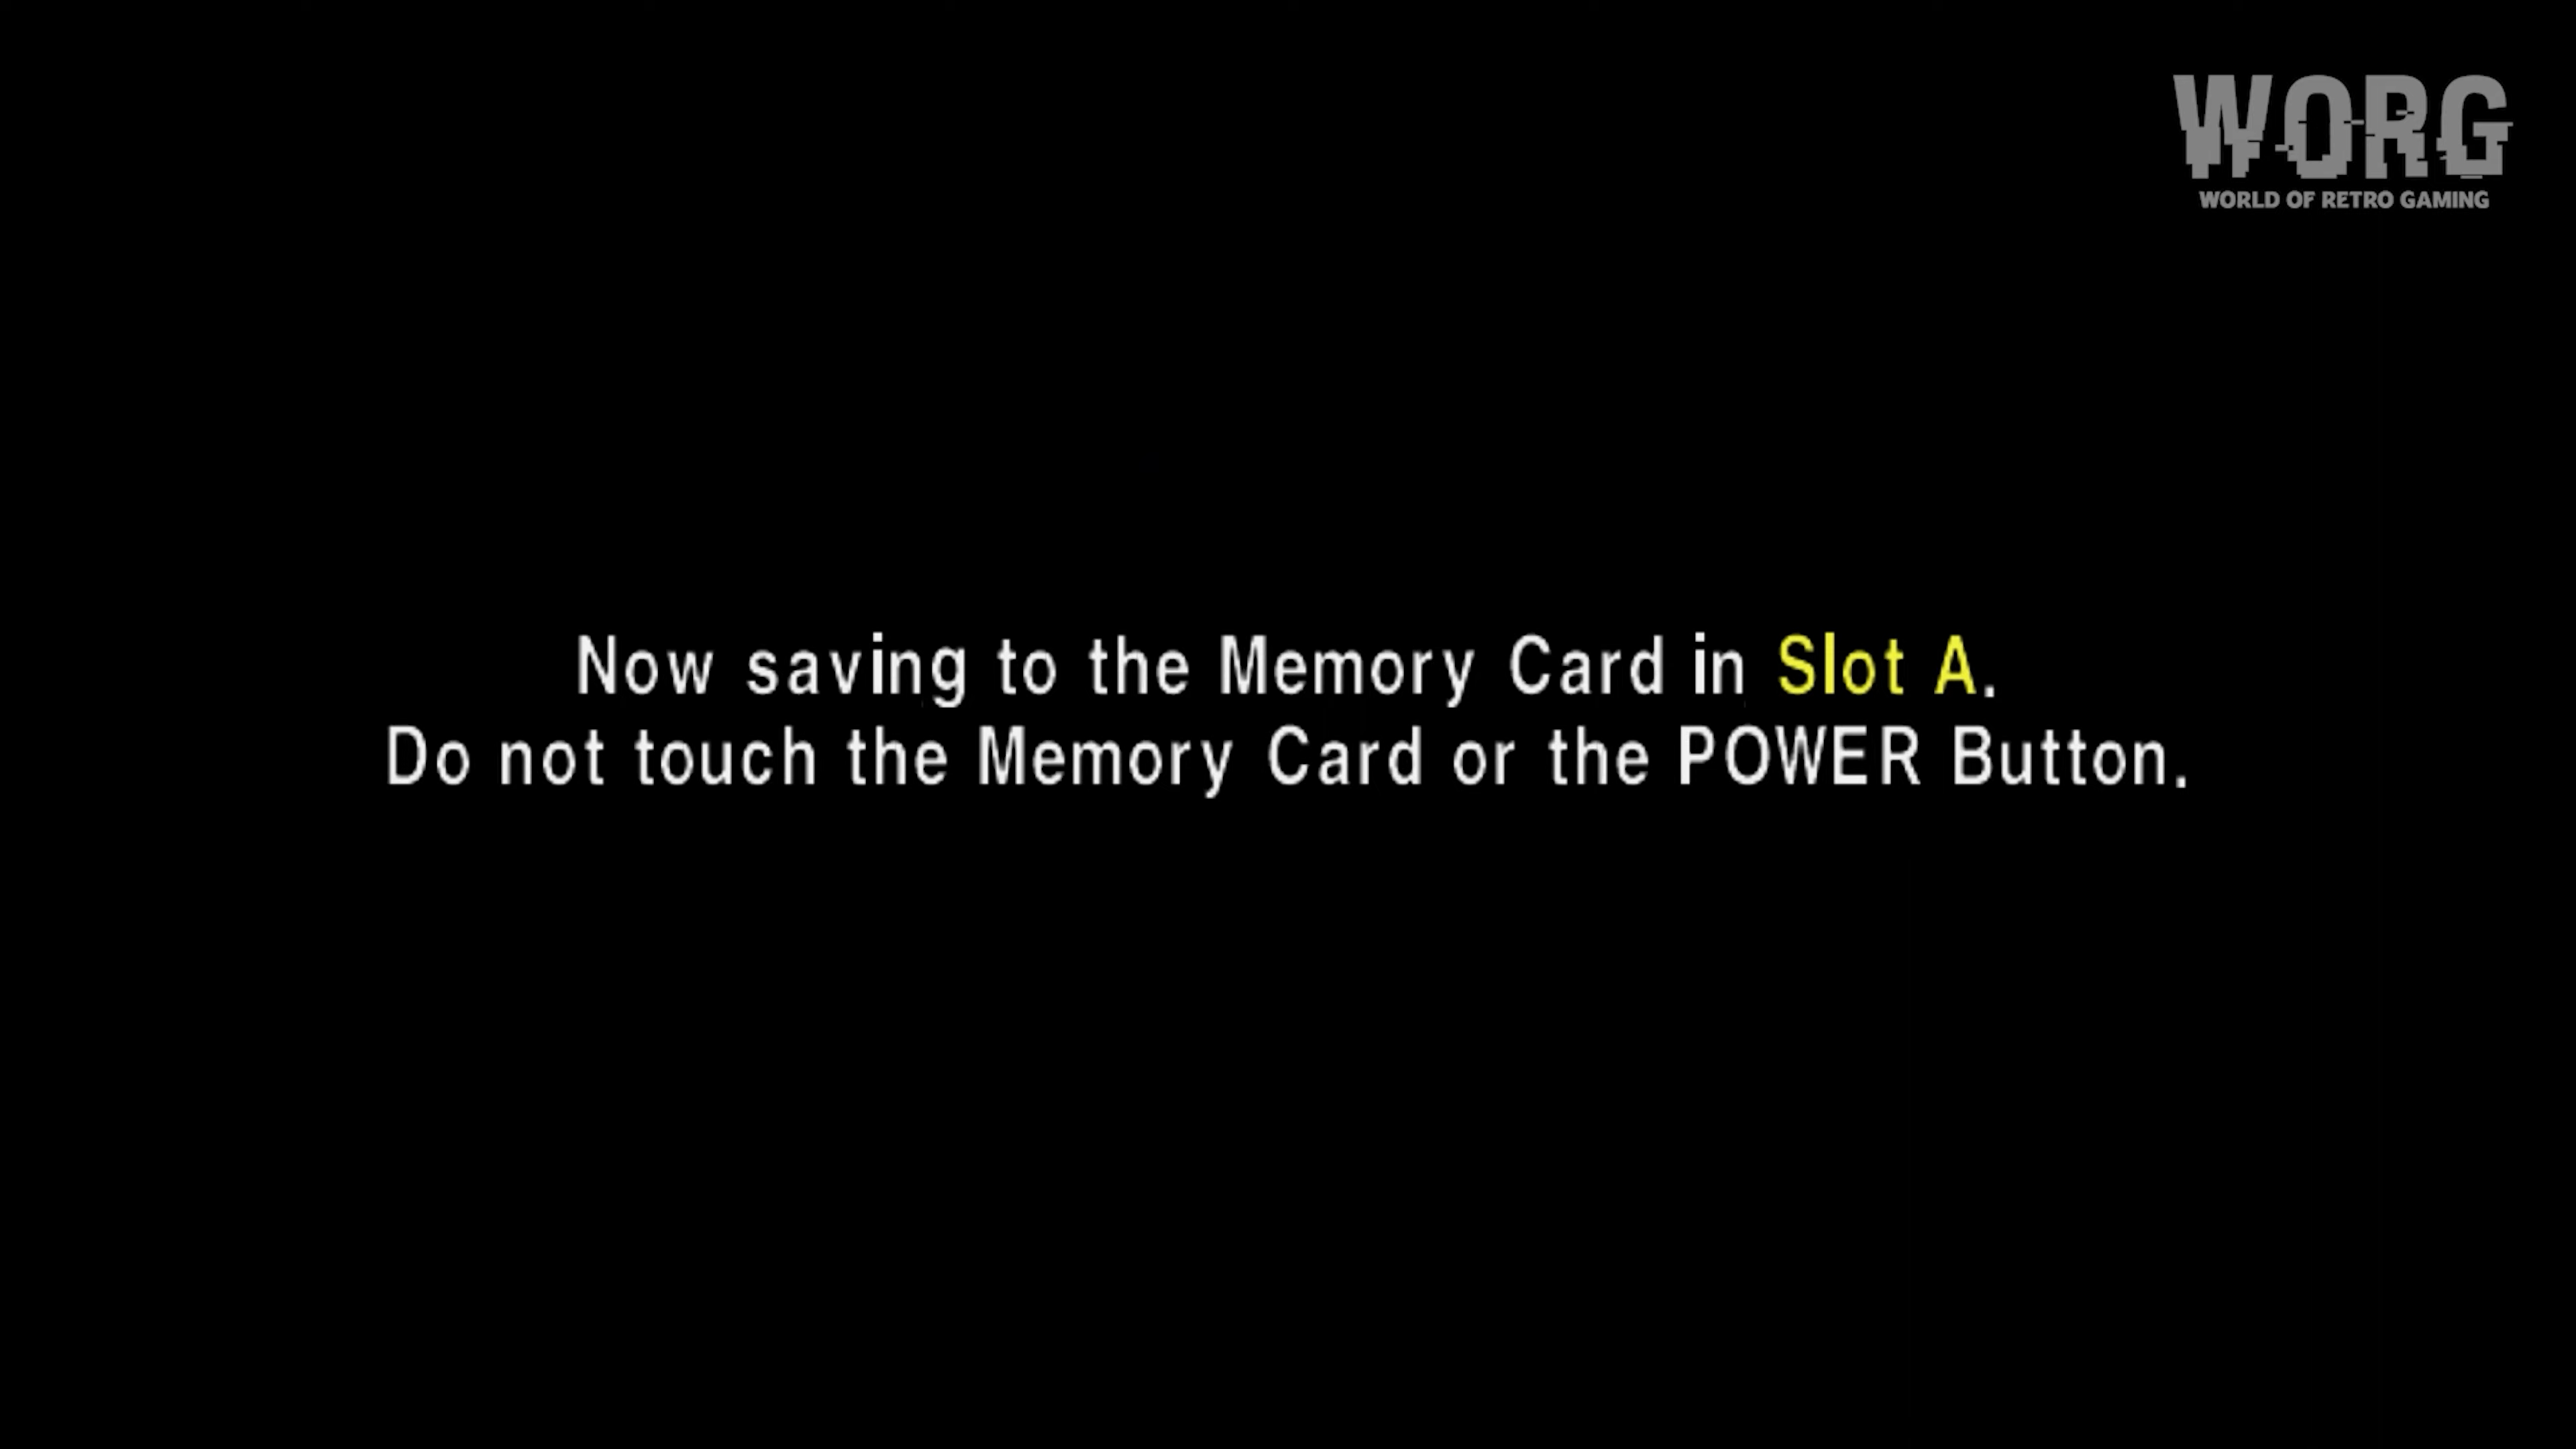 WORG
WORLD OF RETRO GAMING
Now saving to the Memory Card in Slot A.
Do not touch the Memory Card or the POWER Button.